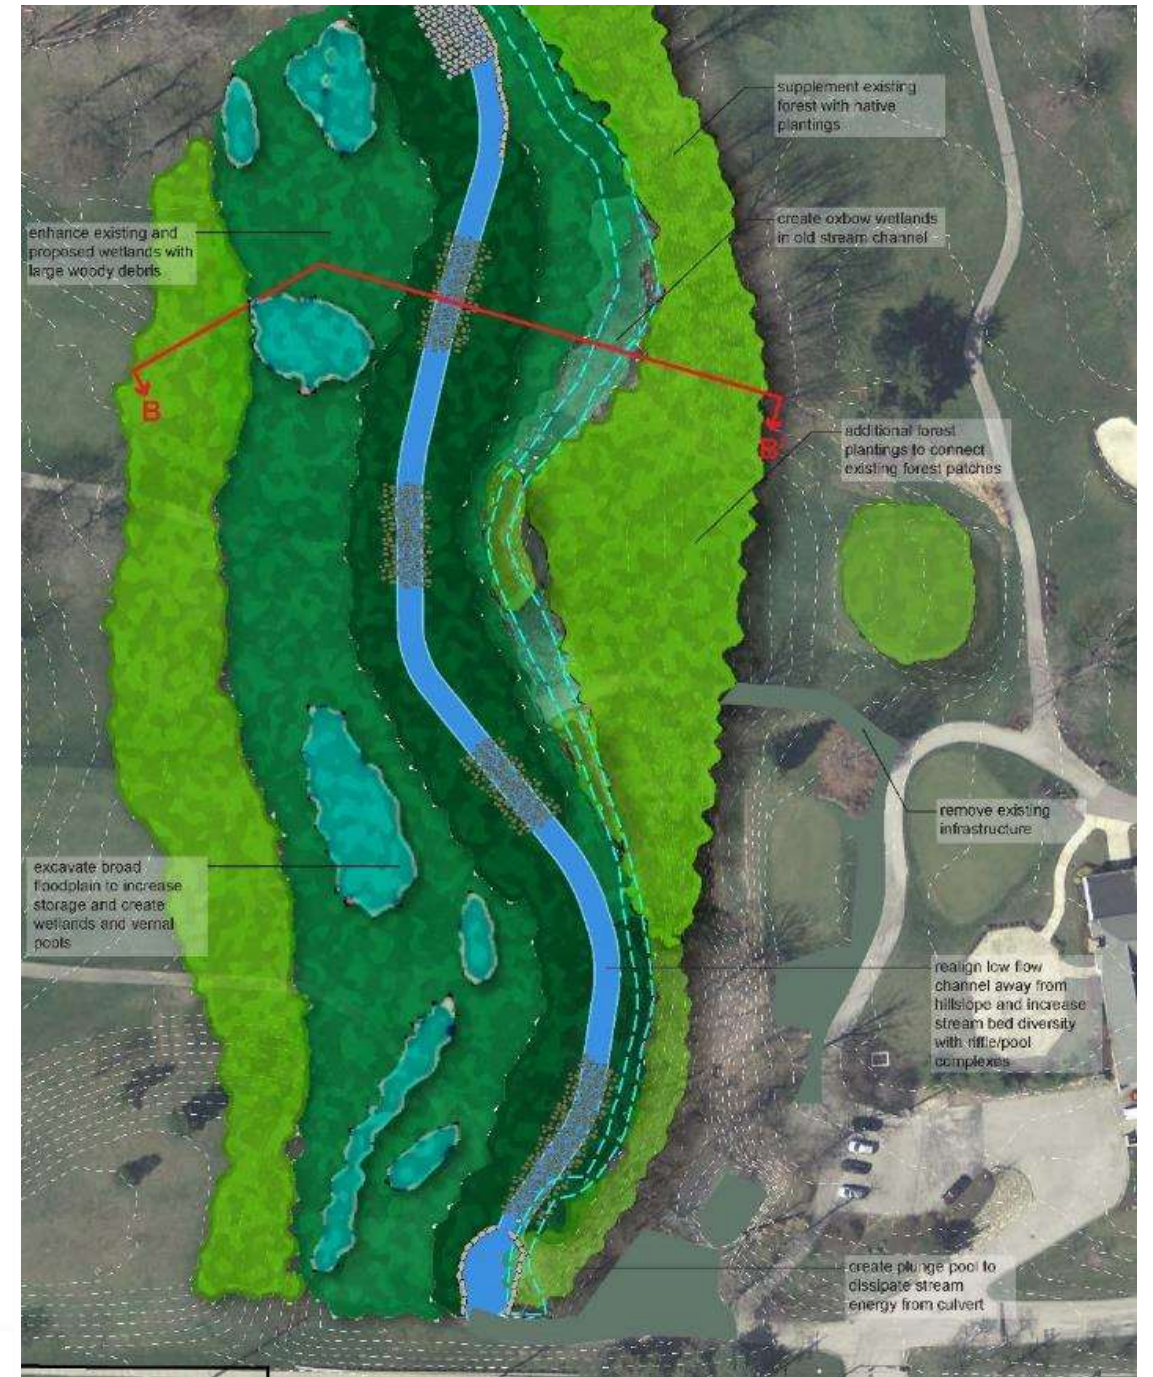 supplement existing
forest with native
plantings
create oxbow wetlands
in old stream channel
enhance existing and
proposed wetlands with
large woody debris
B
B
additional forest
plantings to connect
existing forest patches
remove existing
infrastructure
excavate broad
floodplain to increase
storage and create
wetlands and vernal
pools
realign low flow
channel away from
hillslope and increase
stream bed diversity
with riffle/pool
complexes
create plunge pool to
dissipate stream
energy from culvert